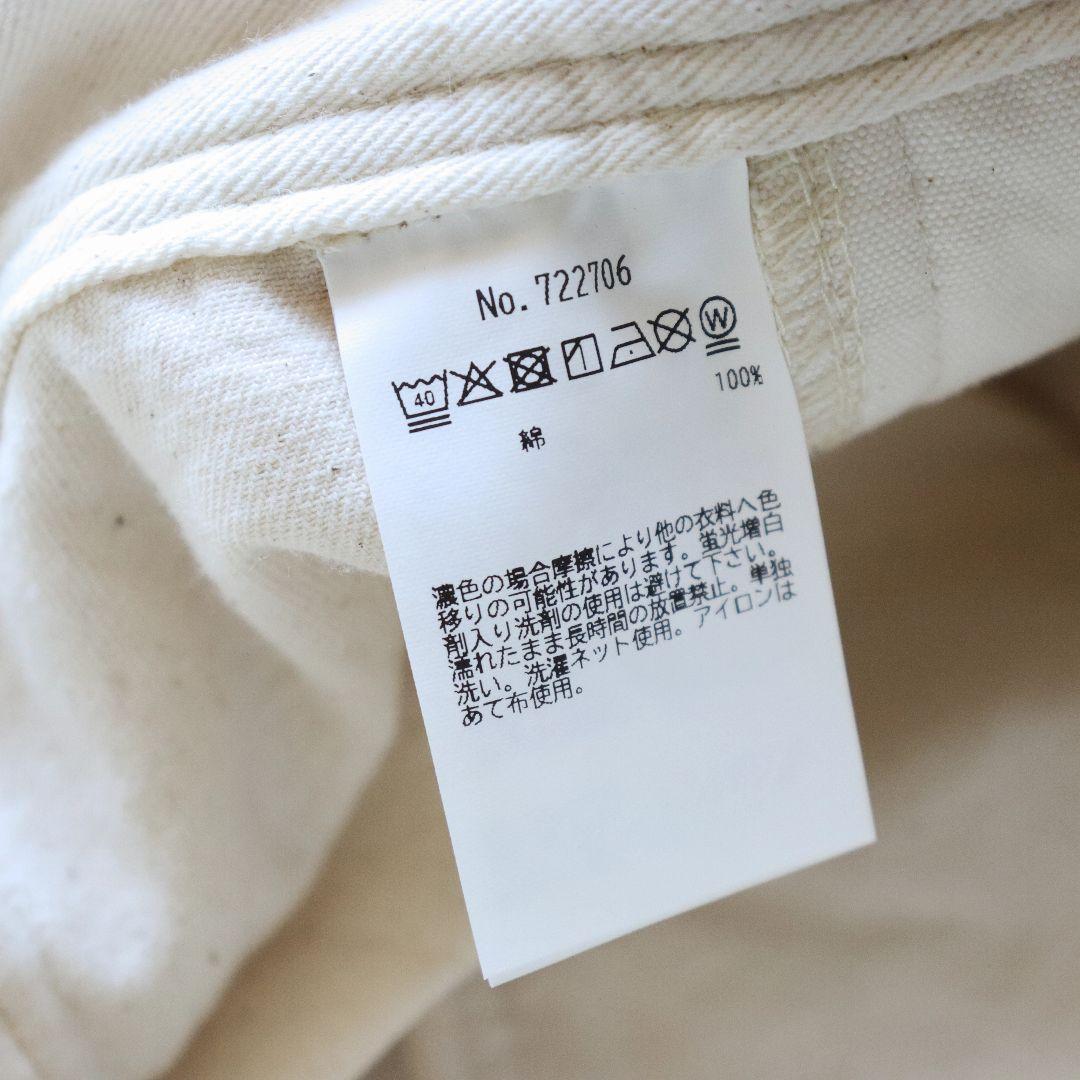 No. 722706
40 W
綿 100%
濃色の場合摩擦により他の衣料へ色
移りの可能性があります。蛍光増白
剤入り洗剤の使用は避けて下さい。
濡れたまま長時間の放置禁止。単独
洗い。洗濯ネット使用。アイロンは
あて布使用。